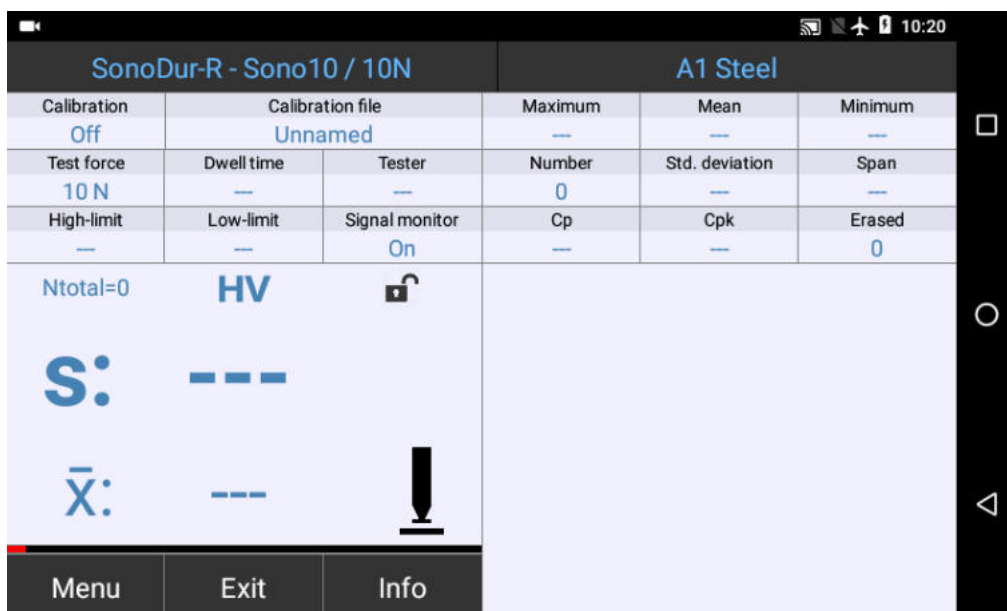 10:20
SonoDur-R - Sono10 / 10N
A1 Steel
Calibration Calibration file Maximum Mean Minimum
Off Unnamed --- --- ---
Test force Dwell time Tester Number Std. deviation Span
10 N --- --- 0 --- ---
High-limit Low-limit Signal monitor Cp Cpk Erased
--- --- On --- --- 0
Ntotal=0 HV
s: ---
x̄: ---
Menu Exit Info